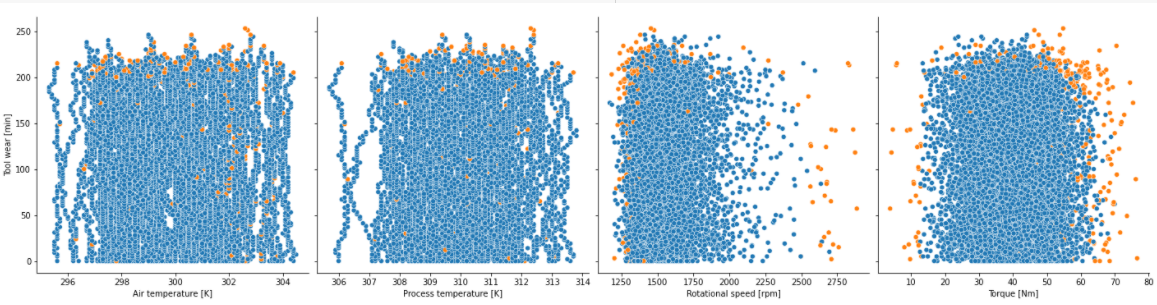 Tool wear [min]
250
200
150
100
50
0
296 298 300 302 304
Air temperature [K]
306 307 308 309 310 311 312 313 314
Process temperature [K]
1250 1500 1750 2000 2250 2500 2750
Rotational speed [rpm]
10 20 30 40 50 60 70 80
Torque [Nm]